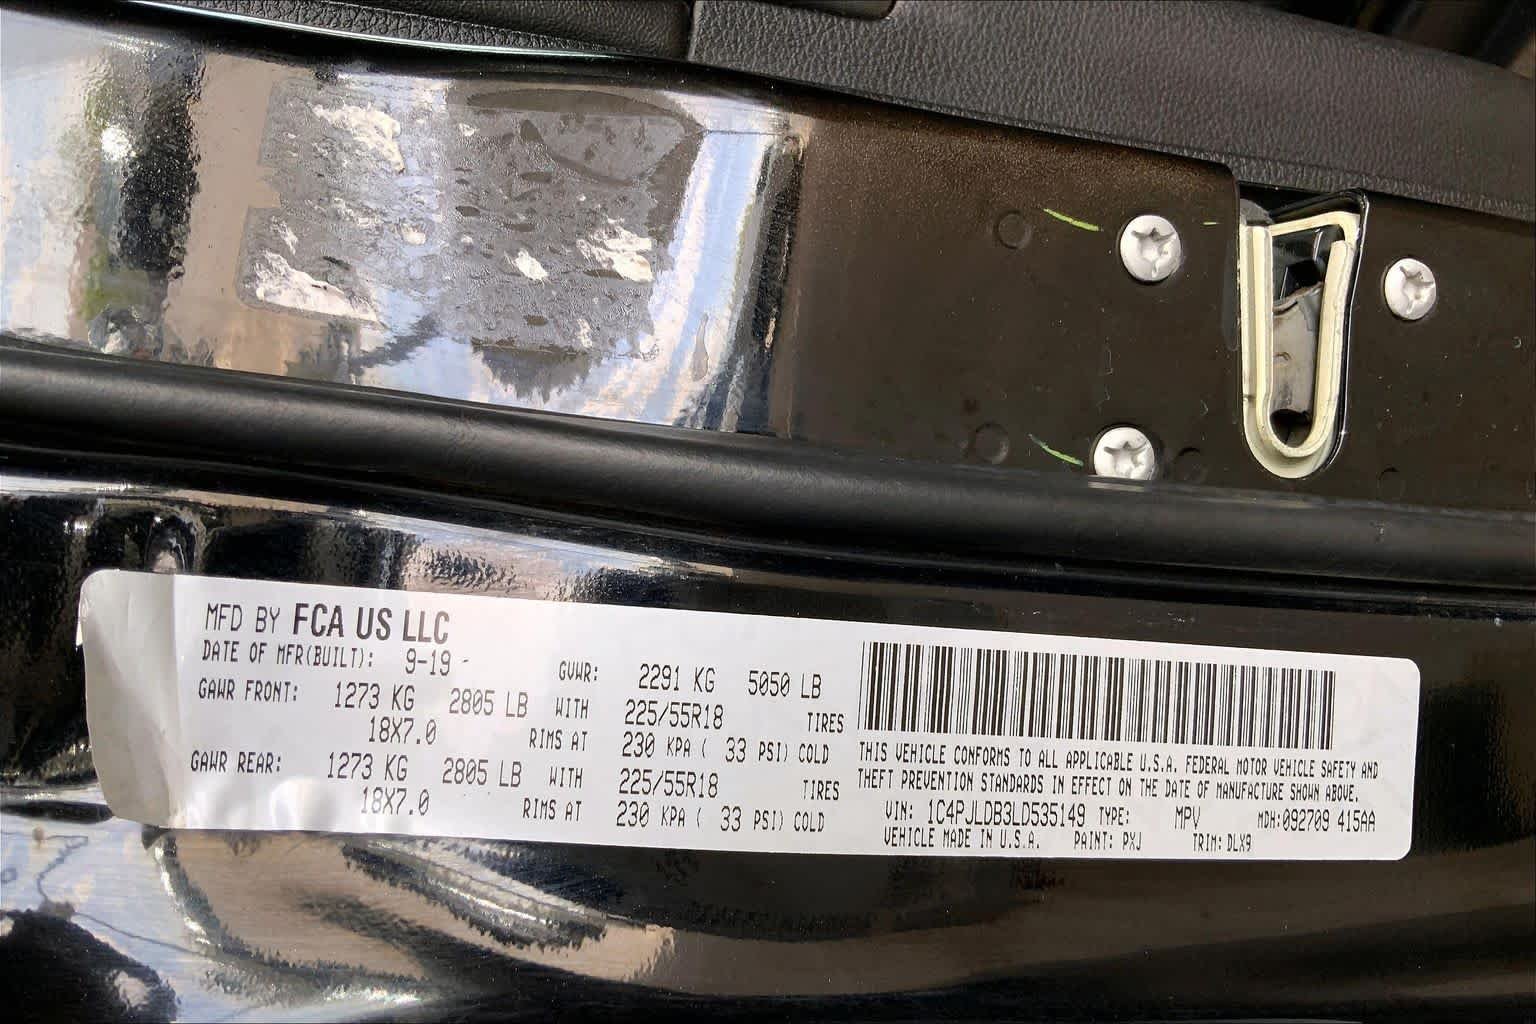 MFD BY FCA US LLC
DATE OF MFR(BUILT): 9-19 - GVWR: 2291 KG 5050 LB
GAWR FRONT: 1273 KG 2805 LB WITH 225/55R18 TIRES
18X7.0 RIMS AT 230 KPA ( 33 PSI) COLD
GAWR REAR: 1273 KG 2805 LB WITH 225/55R18 TIRES
18X7.0 RIMS AT 230 KPA ( 33 PSI) COLD
THIS VEHICLE CONFORMS TO ALL APPLICABLE U.S.A. FEDERAL MOTOR VEHICLE SAFETY AND
THEFT PREVENTION STANDARDS IN EFFECT ON THE DATE OF MANUFACTURE SHOWN ABOVE.
VIN: 1C4PJLDB3LD535149 TYPE: MPV MDH:092709 415AA
VEHICLE MADE IN U.S.A. PAINT: PXJ TRIM: DLX9